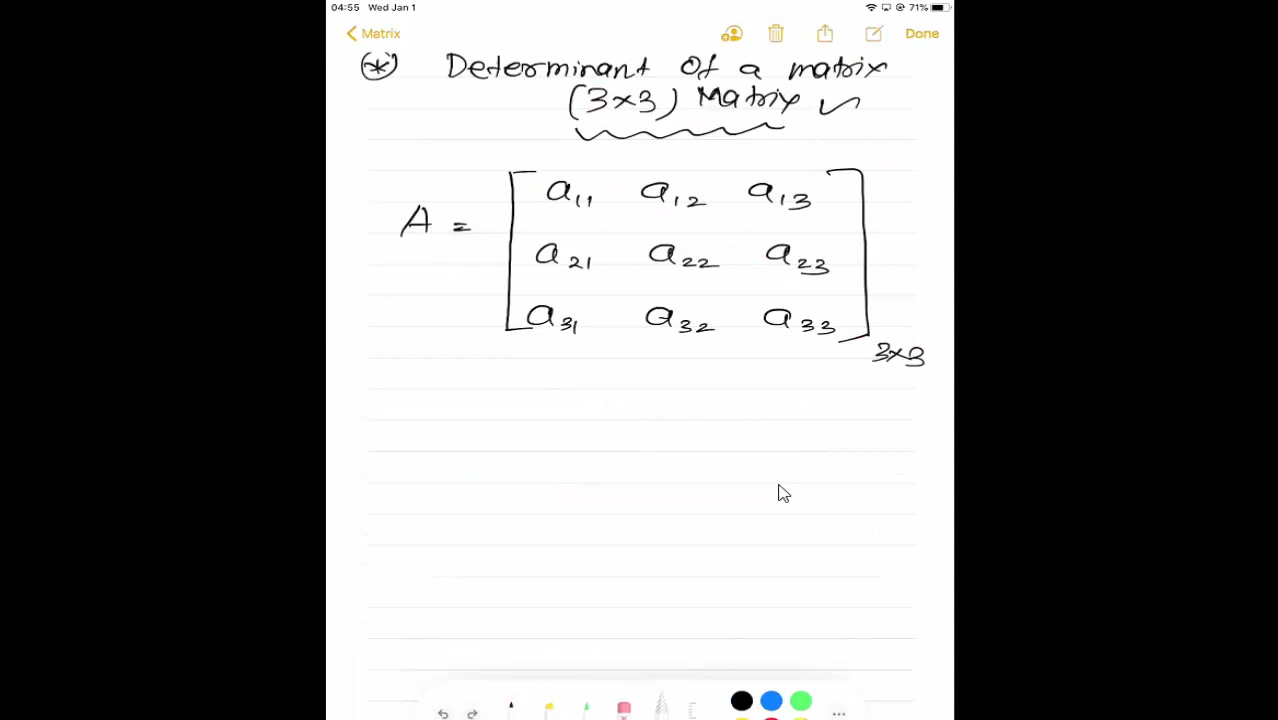 04:55 Wed Jan 1 71%
Matrix Done
Determinant of a matrix
(3×3) Matrix
A = [ a11 a12 a13
a21 a22 a23
a31 a32 a33 ] 3×3